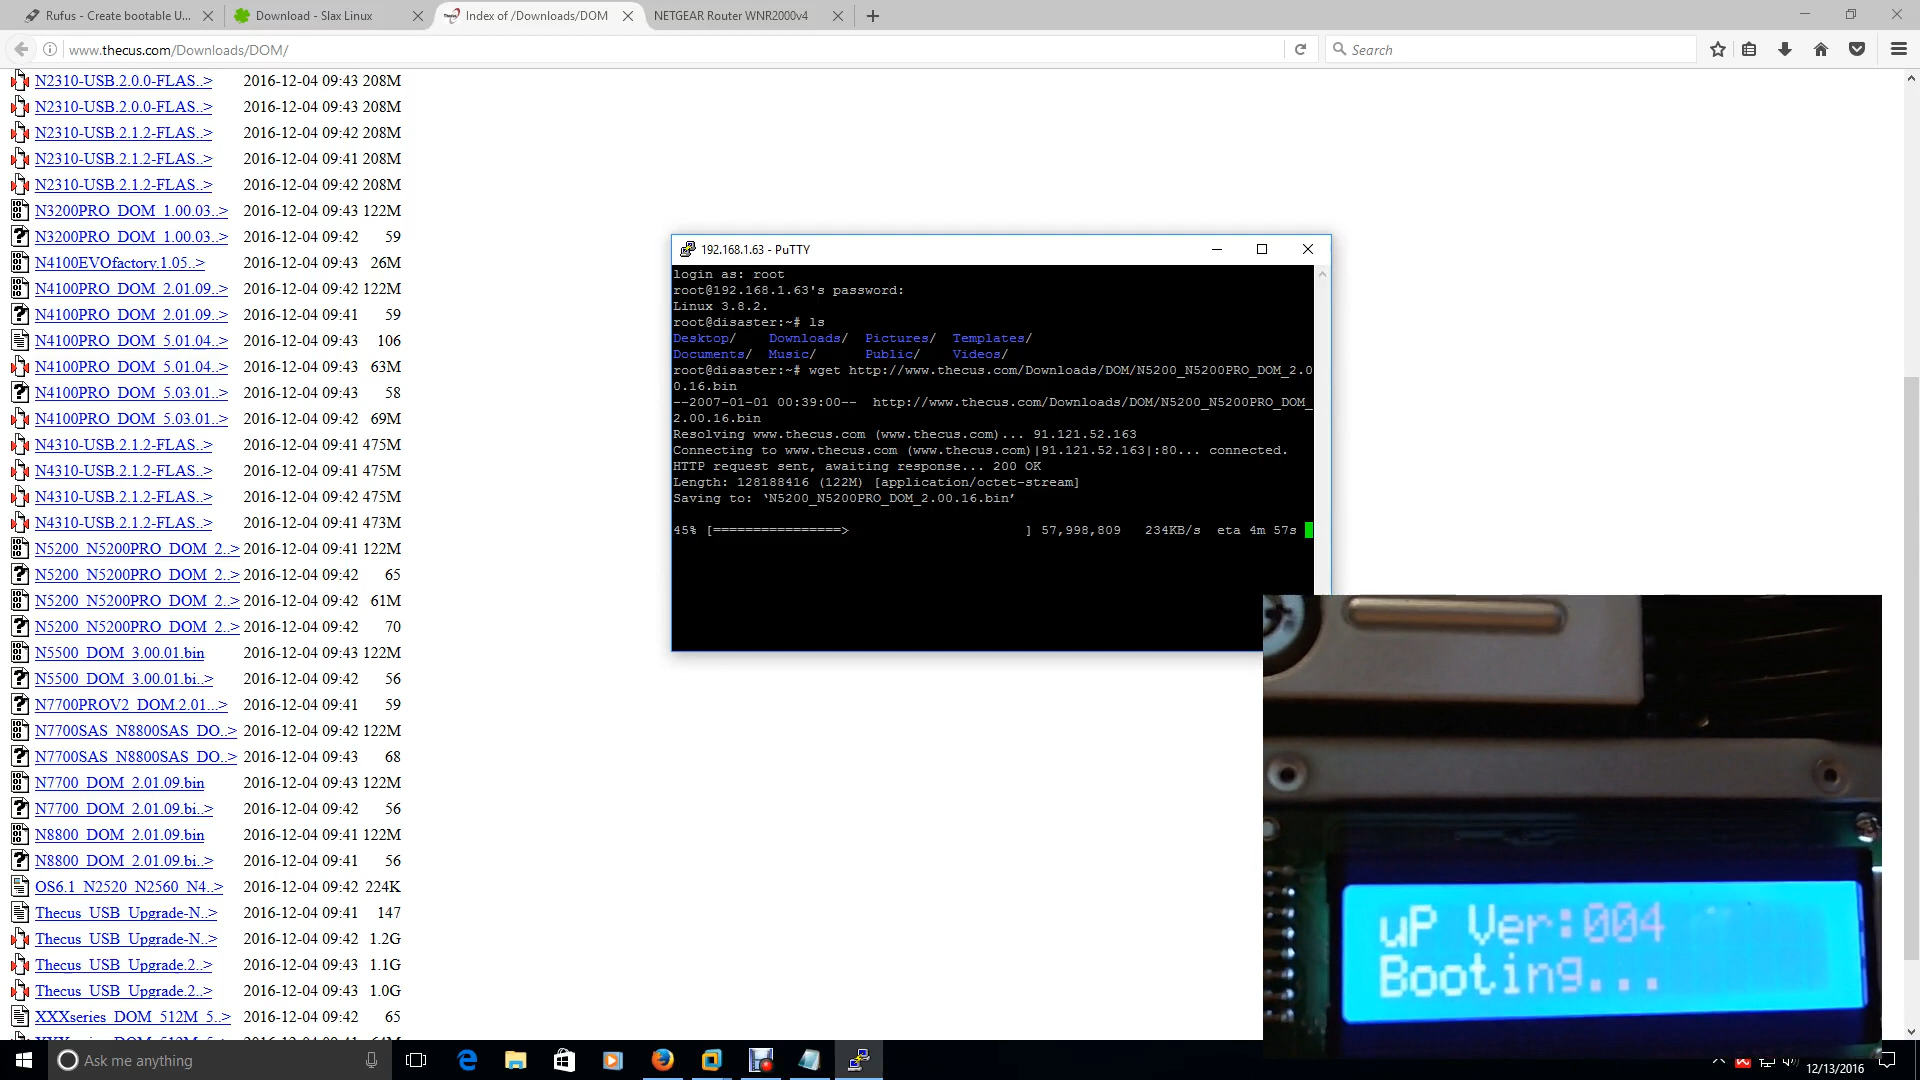 Rufus - Create bootable U...
Download - Slax Linux
Index of /Downloads/DOM
NETGEAR Router WNR2000v4
www.thecus.com/Downloads/DOM/
Search
N2310-USB.2.0.0-FLAS..> 2016-12-04 09:43 208M
N2310-USB.2.0.0-FLAS..> 2016-12-04 09:43 208M
N2310-USB.2.1.2-FLAS..> 2016-12-04 09:42 208M
N2310-USB.2.1.2-FLAS..> 2016-12-04 09:41 208M
N2310-USB.2.1.2-FLAS..> 2016-12-04 09:42 208M
N3200PRO_DOM_1.00.03..> 2016-12-04 09:43 122M
N3200PRO_DOM_1.00.03..> 2016-12-04 09:42 59
N4100EVOfactory.1.05..> 2016-12-04 09:43 26M
N4100PRO_DOM_2.01.09..> 2016-12-04 09:42 122M
N4100PRO_DOM_2.01.09..> 2016-12-04 09:41 59
N4100PRO_DOM_5.01.04..> 2016-12-04 09:43 106
N4100PRO_DOM_5.01.04..> 2016-12-04 09:43 63M
N4100PRO_DOM_5.03.01..> 2016-12-04 09:43 58
N4100PRO_DOM_5.03.01..> 2016-12-04 09:42 69M
N4310-USB.2.1.2-FLAS..> 2016-12-04 09:41 475M
N4310-USB.2.1.2-FLAS..> 2016-12-04 09:41 475M
N4310-USB.2.1.2-FLAS..> 2016-12-04 09:42 475M
N4310-USB.2.1.2-FLAS..> 2016-12-04 09:41 473M
N5200_N5200PRO_DOM_2..> 2016-12-04 09:41 122M
N5200_N5200PRO_DOM_2..> 2016-12-04 09:42 65
N5200_N5200PRO_DOM_2..> 2016-12-04 09:42 61M
N5200_N5200PRO_DOM_2..> 2016-12-04 09:42 70
N5500_DOM_3.00.01.bin 2016-12-04 09:43 122M
N5500_DOM_3.00.01.bi..> 2016-12-04 09:42 56
N7700PROV2_DOM.2.01...> 2016-12-04 09:41 59
N7700SAS_N8800SAS_DO..> 2016-12-04 09:42 122M
N7700SAS_N8800SAS_DO..> 2016-12-04 09:43 68
N7700_DOM_2.01.09.bin 2016-12-04 09:43 122M
N7700_DOM_2.01.09.bi..> 2016-12-04 09:42 56
N8800_DOM_2.01.09.bin 2016-12-04 09:41 122M
N8800_DOM_2.01.09.bi..> 2016-12-04 09:41 56
OS6.1_N2520_N2560_N4..> 2016-12-04 09:42 224K
Thecus_USB_Upgrade-N..> 2016-12-04 09:41 147
Thecus_USB_Upgrade-N..> 2016-12-04 09:42 1.2G
Thecus_USB_Upgrade.2..> 2016-12-04 09:43 1.1G
Thecus_USB_Upgrade.2..> 2016-12-04 09:43 1.0G
XXXseries_DOM_512M_5..> 2016-12-04 09:42 65
192.168.1.63 - PuTTY
login as: root
root@192.168.1.63's password:
Linux 3.8.2.
root@disaster:~# ls
Desktop/ Downloads/ Pictures/ Templates/
Documents/ Music/ Public/ Videos/
root@disaster:~# wget http://www.thecus.com/Downloads/DOM/N5200_N5200PRO_DOM_2.0
0.16.bin
--2007-01-01 00:39:00-- http://www.thecus.com/Downloads/DOM/N5200_N5200PRO_DOM_
2.00.16.bin
Resolving www.thecus.com (www.thecus.com)... 91.121.52.163
Connecting to www.thecus.com (www.thecus.com)|91.121.52.163|:80... connected.
HTTP request sent, awaiting response... 200 OK
Length: 128188416 (122M) [application/octet-stream]
Saving to: ‘N5200_N5200PRO_DOM_2.00.16.bin’
45% [================> ] 57,998,809 234KB/s eta 4m 57s
uP Ver:004
Booting...
Ask me anything
12/13/2016